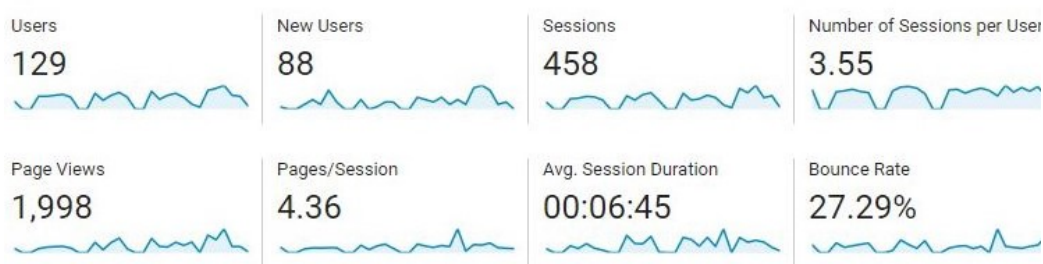 Users
129
New Users
88
Sessions
458
Number of Sessions per User
3.55
Page Views
1,998
Pages/Session
4.36
Avg. Session Duration
00:06:45
Bounce Rate
27.29%